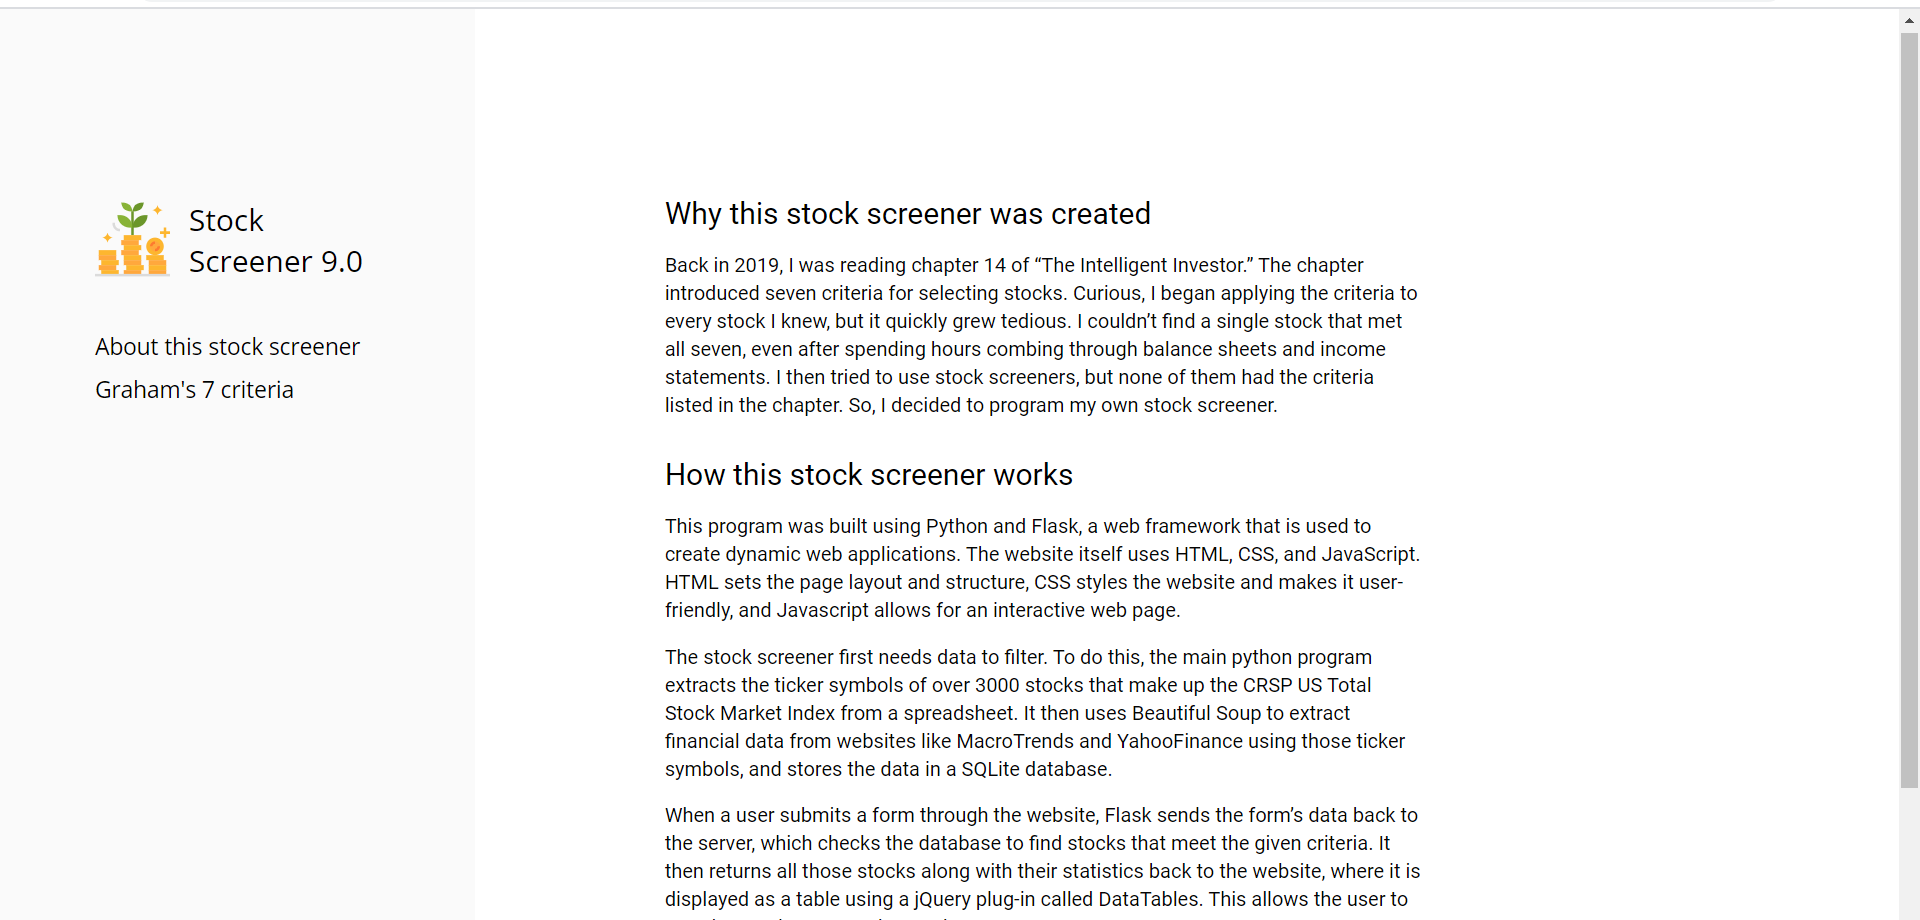 Stock
Screener 9.0
About this stock screener
Graham's 7 criteria
Why this stock screener was created
Back in 2019, I was reading chapter 14 of “The Intelligent Investor.” The chapter
introduced seven criteria for selecting stocks. Curious, I began applying the criteria to
every stock I knew, but it quickly grew tedious. I couldn’t find a single stock that met
all seven, even after spending hours combing through balance sheets and income
statements. I then tried to use stock screeners, but none of them had the criteria
listed in the chapter. So, I decided to program my own stock screener.
How this stock screener works
This program was built using Python and Flask, a web framework that is used to
create dynamic web applications. The website itself uses HTML, CSS, and JavaScript.
HTML sets the page layout and structure, CSS styles the website and makes it user-
friendly, and Javascript allows for an interactive web page.
The stock screener first needs data to filter. To do this, the main python program
extracts the ticker symbols of over 3000 stocks that make up the CRSP US Total
Stock Market Index from a spreadsheet. It then uses Beautiful Soup to extract
financial data from websites like MacroTrends and YahooFinance using those ticker
symbols, and stores the data in a SQLite database.
When a user submits a form through the website, Flask sends the form’s data back to
the server, which checks the database to find stocks that meet the given criteria. It
then returns all those stocks along with their statistics back to the website, where it is
displayed as a table using a jQuery plug-in called DataTables. This allows the user to